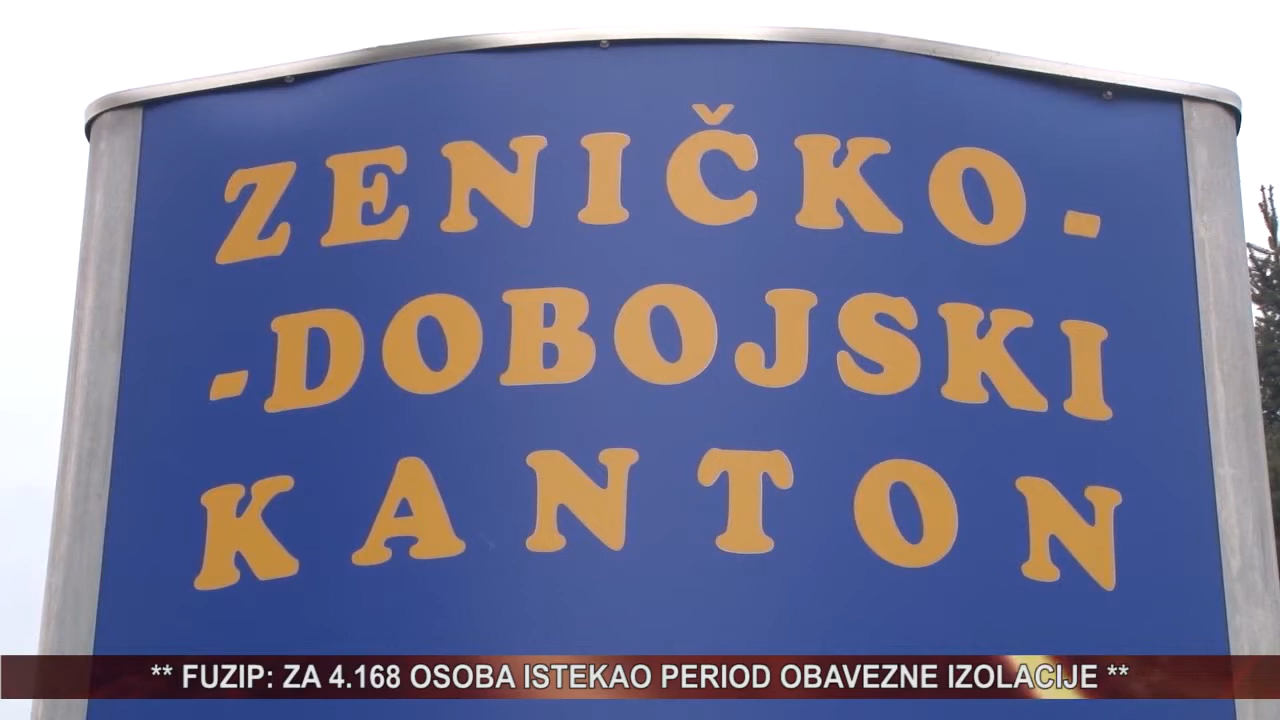 ZENIČKO-
-DOBOJSKI
KANTON
** FUZIP: ZA 4.168 OSOBA ISTEKAO PERIOD OBAVEZNE IZOLACIJE **